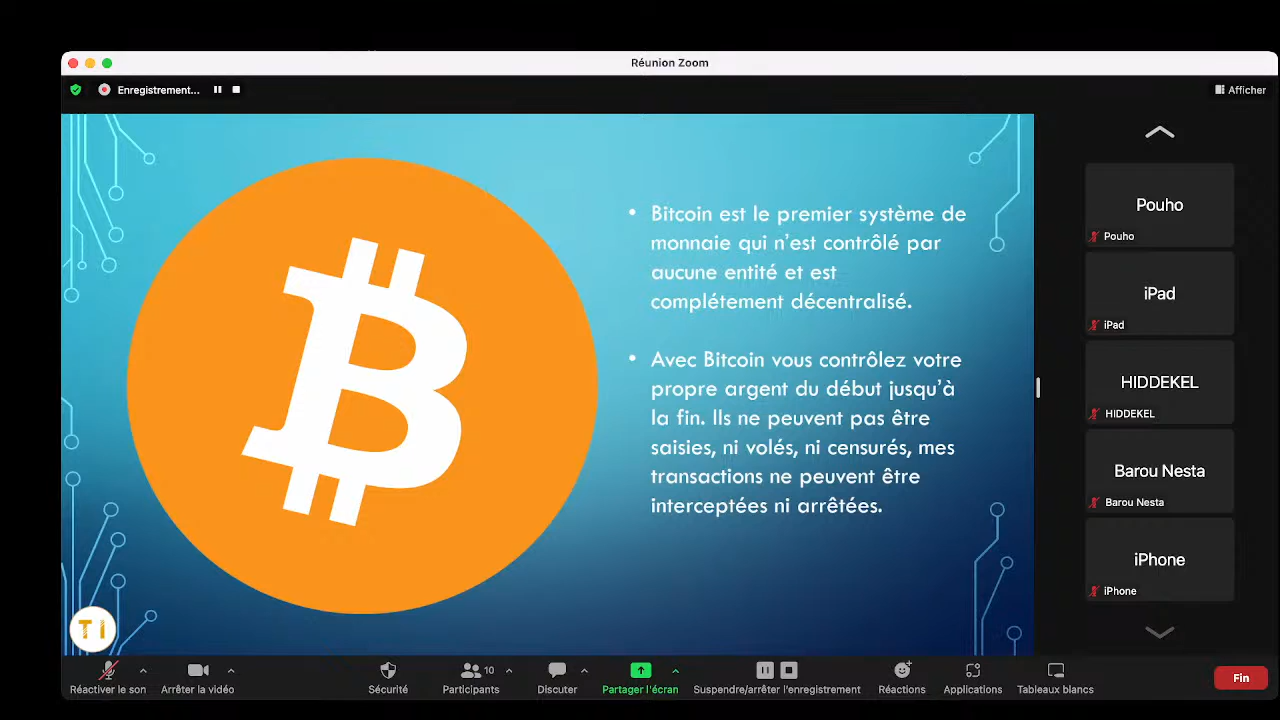 Réunion Zoom
Enregistrement...
Afficher
• Bitcoin est le premier système de
monnaie qui n'est contrôlé par
aucune entité et est
complétement décentralisé.
• Avec Bitcoin vous contrôlez votre
propre argent du début jusqu'à
la fin. Ils ne peuvent pas être
saisies, ni volés, ni censurés, mes
transactions ne peuvent être
interceptées ni arrêtées.
TI
Pouho
Pouho
iPad
iPad
HIDDEKEL
HIDDEKEL
Barou Nesta
Barou Nesta
iPhone
iPhone
Réactiver le son
Arrêter la vidéo
Sécurité
10
Participants
Discuter
Partager l'écran
Suspendre/arrêter l'enregistrement
Réactions
Applications
Tableaux blancs
Fin